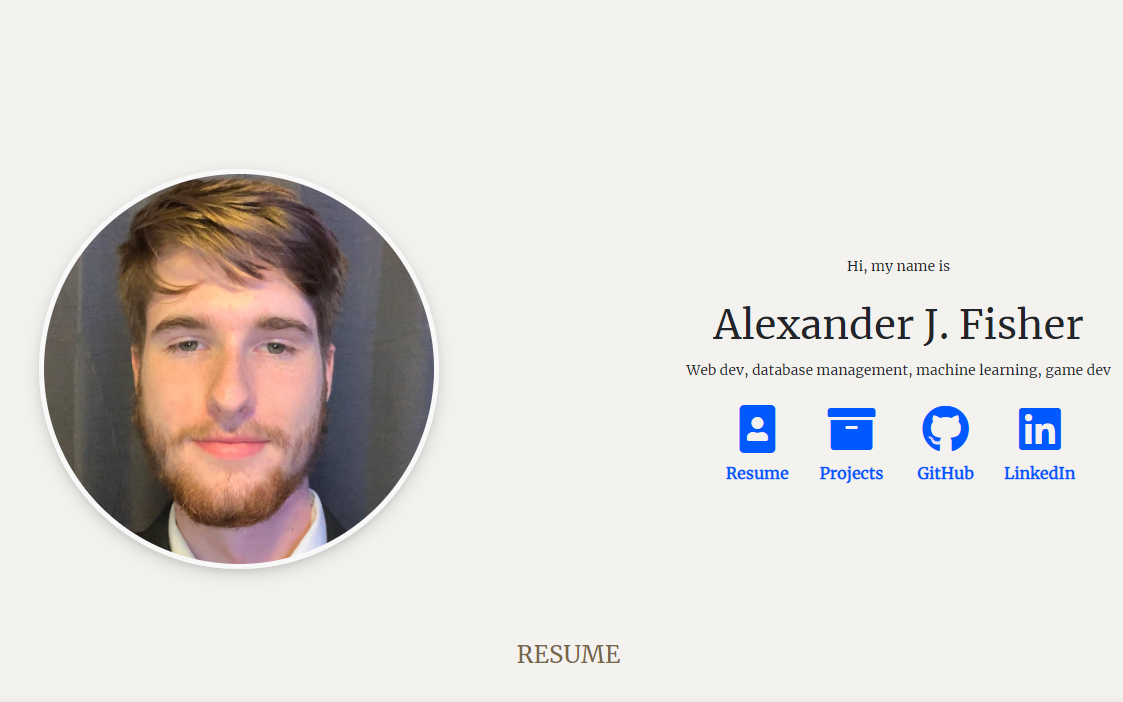 Hi, my name is
Alexander J. Fisher
Web dev, database management, machine learning, game dev
Resume Projects GitHub LinkedIn
RESUME